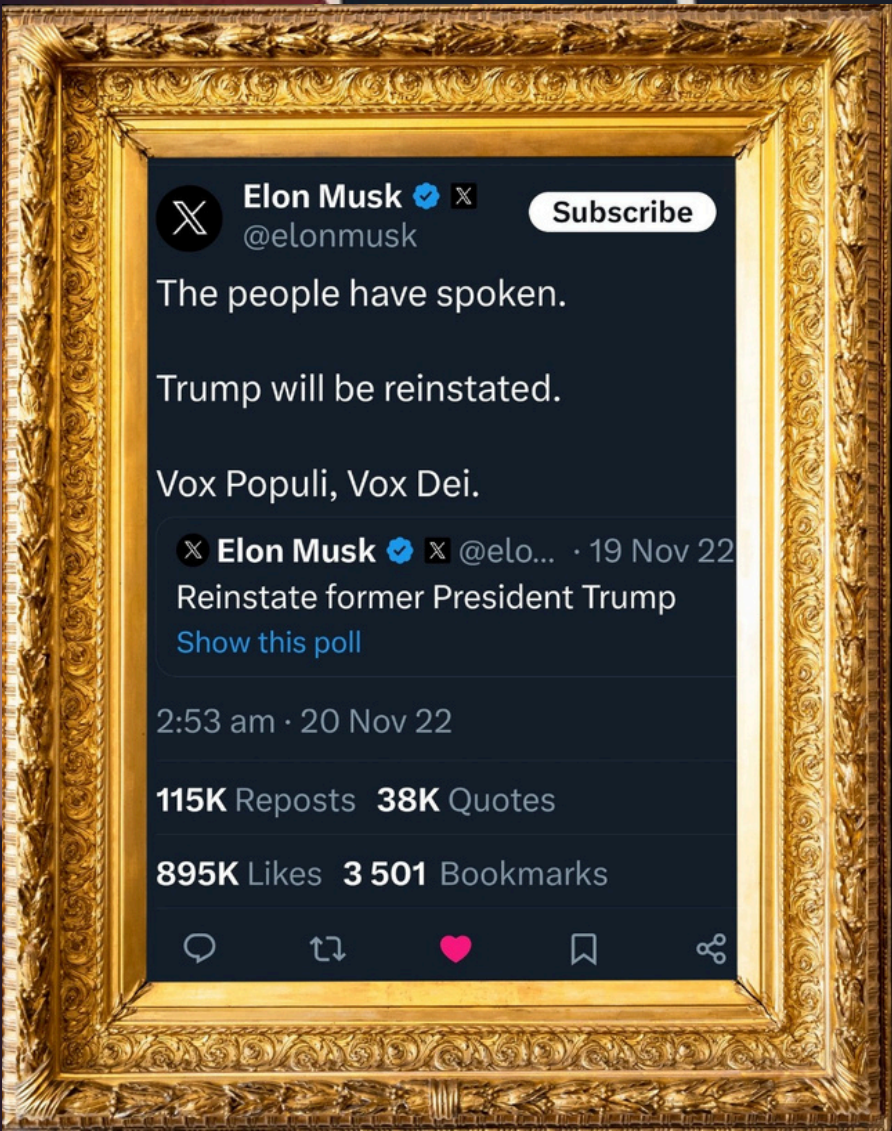 Elon Musk
Subscribe
@elonmusk
The people have spoken.
Trump will be reinstated.
Vox Populi, Vox Dei.
Elon Musk @elo... · 19 Nov 22
Reinstate former President Trump
Show this poll
2:53 am · 20 Nov 22
115K Reposts 38K Quotes
895K Likes 3 501 Bookmarks